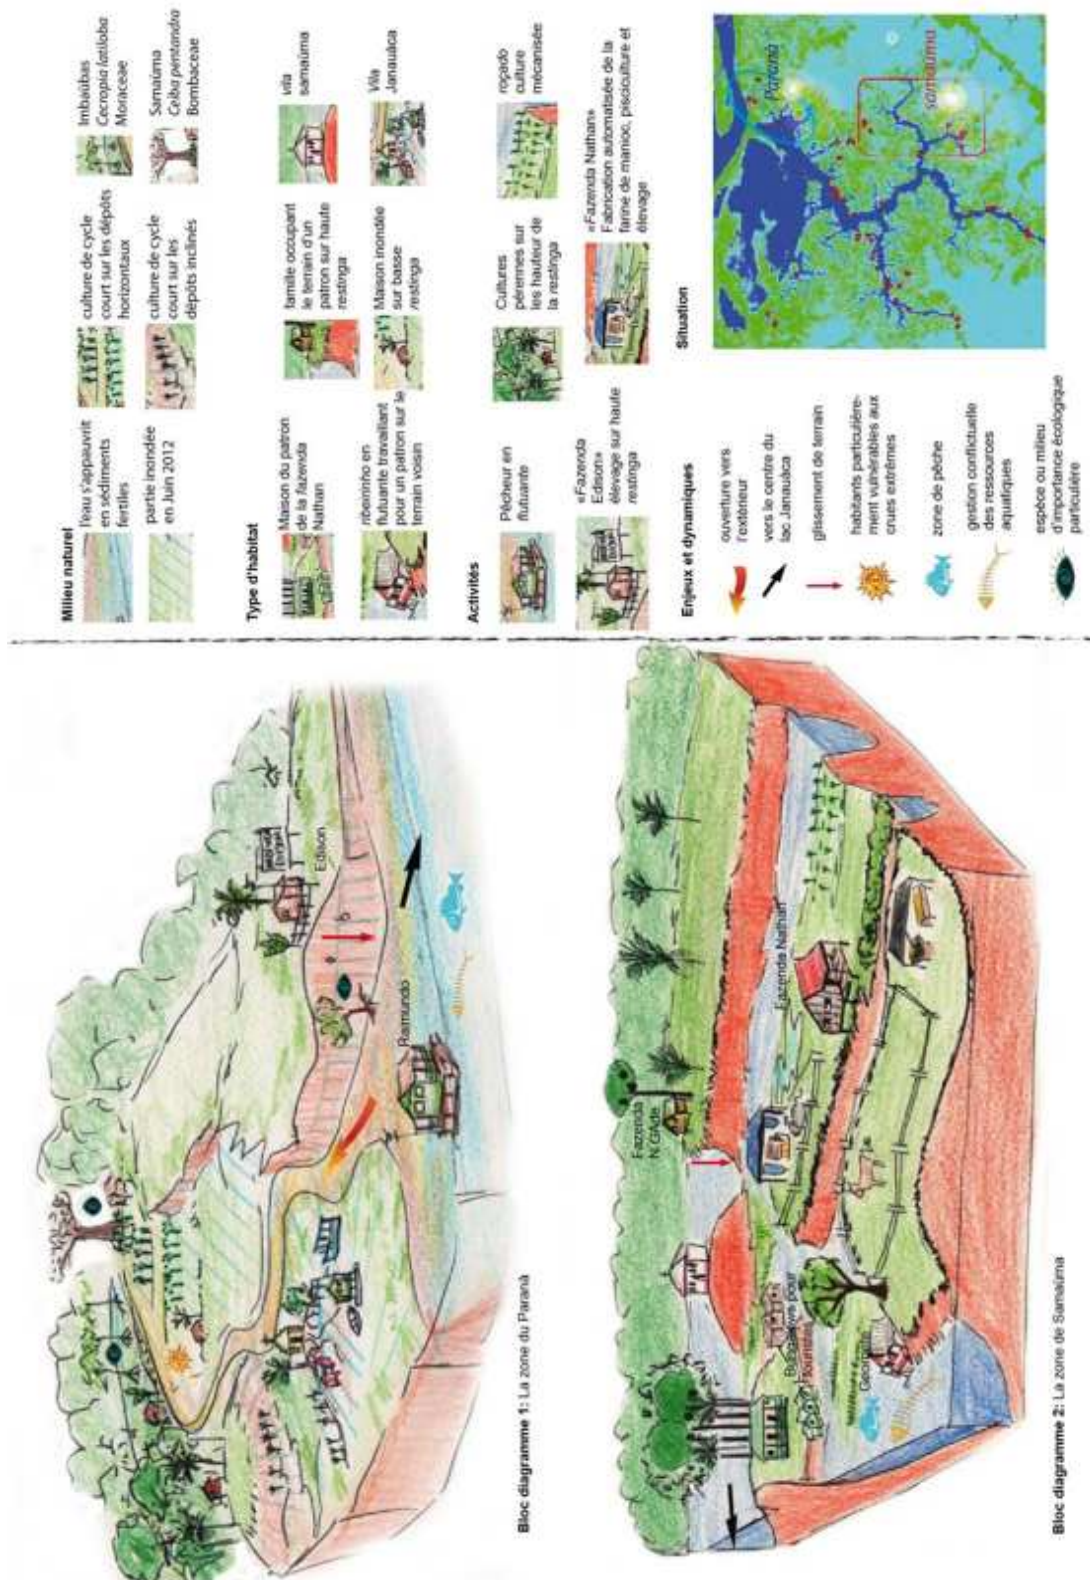 Milieu naturel
l'eau s'appauvrit
en sédiments
fertiles
partie inondée
en Juin 2012
culture de cycle
court sur les dépôts
horizontaux
culture de cycle
court sur les
dépôts inclinés
Imbaúbas
Cecropia latiloba
Moraceae
Samaúma
Ceiba pentandra
Bombaceae
Type d'habitat
Maison du patron
de la fazenda
Nathan
ribeirinho en
flutuante travaillant
pour un patron sur le
terrain voisin
famille occupant
le terrain d'un
patron sur haute
restinga
Maison inondée
sur basse
restinga
vila
samaúma
Vila
Janauáca
Activités
Pêcheur en
flutuante
«Fazenda
Edison»
élevage sur haute
restinga
Cultures
pérennes sur
les hauteur de
la restinga
«Fazenda Nathan»
Fabrication automatisée de la
farine de manioc, pisciculture et
élevage
roçado
culture
mécanisée
Enjeux et dynamiques
ouverture vers
l'extérieur
vers le centre du
lac Janauáca
glissement de terrain
habitants particulière-
ment vulnérables aux
crues extrêmes
zone de pêche
gestion conflictuelle
des ressources
aquatiques
espèce ou milieu
d'importance écologique
particulière
Situation
Paraná
samaúma
Edison
Raimundo
Bloc diagramme 1: La zone du Paraná
Fazenda
N'GAde
Fazenda Nathan
Bungalows pour
Touristes
George
Bloc diagramme 2: La zone de Samaúma